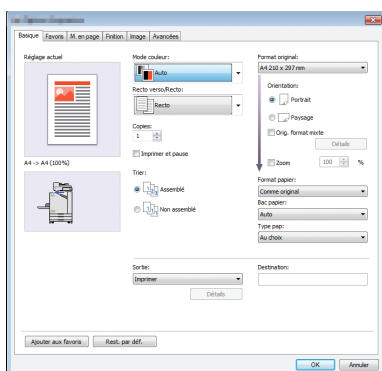 Basique Favoris M. en page Finition Image Avancées
Réglage actuel
A4 -> A4 (100%)
Mode couleur:
Auto
Recto verso/Recto:
Recto
Copies:
1
Imprimer et pause
Trier:
Assemblé
Non assemblé
Format original:
A4 210 x 297 mm
Orientation:
Portrait
Paysage
Orig. format mixte
Détails
Zoom 100 %
Format papier:
Comme original
Bac papier:
Auto
Type pap:
Au choix
Sortie:
Imprimer
Détails
Destination:
Ajouter aux favoris Rest. par déf.
OK Annuler